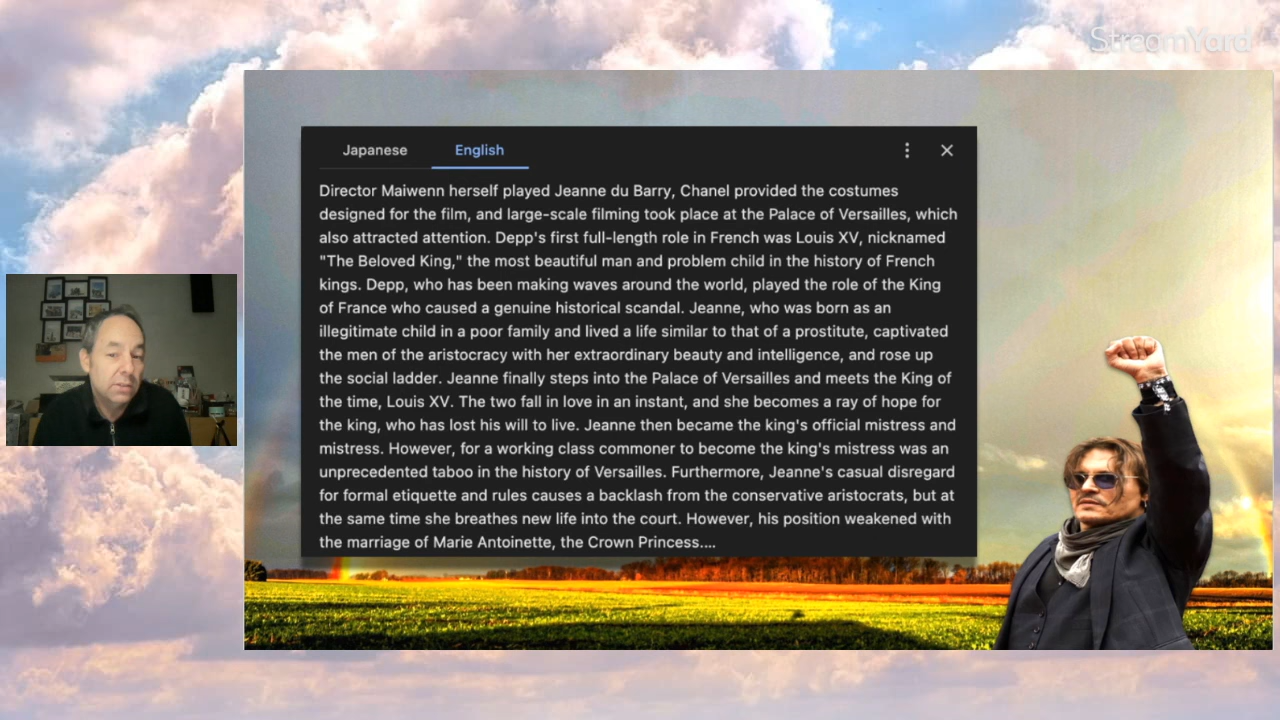 StreamYard
Japanese
English
Director Maiwenn herself played Jeanne du Barry, Chanel provided the costumes
designed for the film, and large-scale filming took place at the Palace of Versailles, which
also attracted attention. Depp's first full-length role in French was Louis XV, nicknamed
"The Beloved King," the most beautiful man and problem child in the history of French
kings. Depp, who has been making waves around the world, played the role of the King
of France who caused a genuine historical scandal. Jeanne, who was born as an
illegitimate child in a poor family and lived a life similar to that of a prostitute, captivated
the men of the aristocracy with her extraordinary beauty and intelligence, and rose up
the social ladder. Jeanne finally steps into the Palace of Versailles and meets the King of
the time, Louis XV. The two fall in love in an instant, and she becomes a ray of hope for
the king, who has lost his will to live. Jeanne then became the king's official mistress and
mistress. However, for a working class commoner to become the king's mistress was an
unprecedented taboo in the history of Versailles. Furthermore, Jeanne's casual disregard
for formal etiquette and rules causes a backlash from the conservative aristocrats, but at
the same time she breathes new life into the court. However, his position weakened with
the marriage of Marie Antoinette, the Crown Princess....